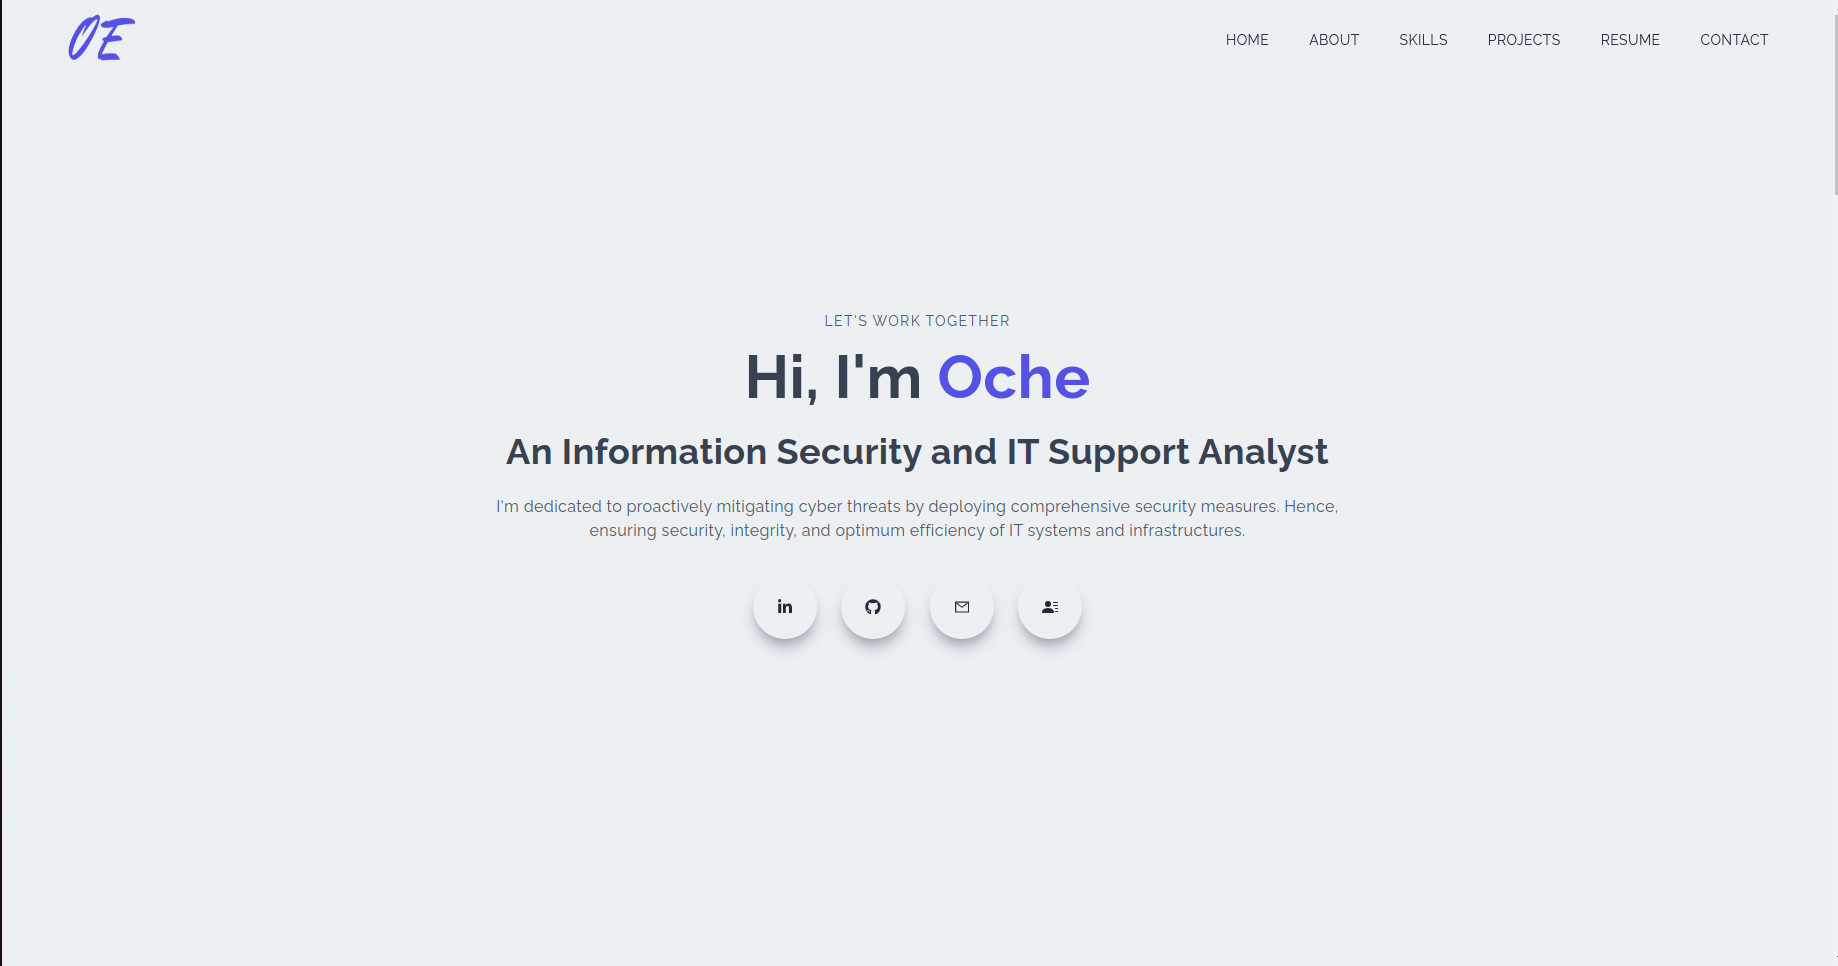 OE
HOME ABOUT SKILLS PROJECTS RESUME CONTACT
LET'S WORK TOGETHER
Hi, I'm Oche
An Information Security and IT Support Analyst
I'm dedicated to proactively mitigating cyber threats by deploying comprehensive security measures. Hence,
ensuring security, integrity, and optimum efficiency of IT systems and infrastructures.
in